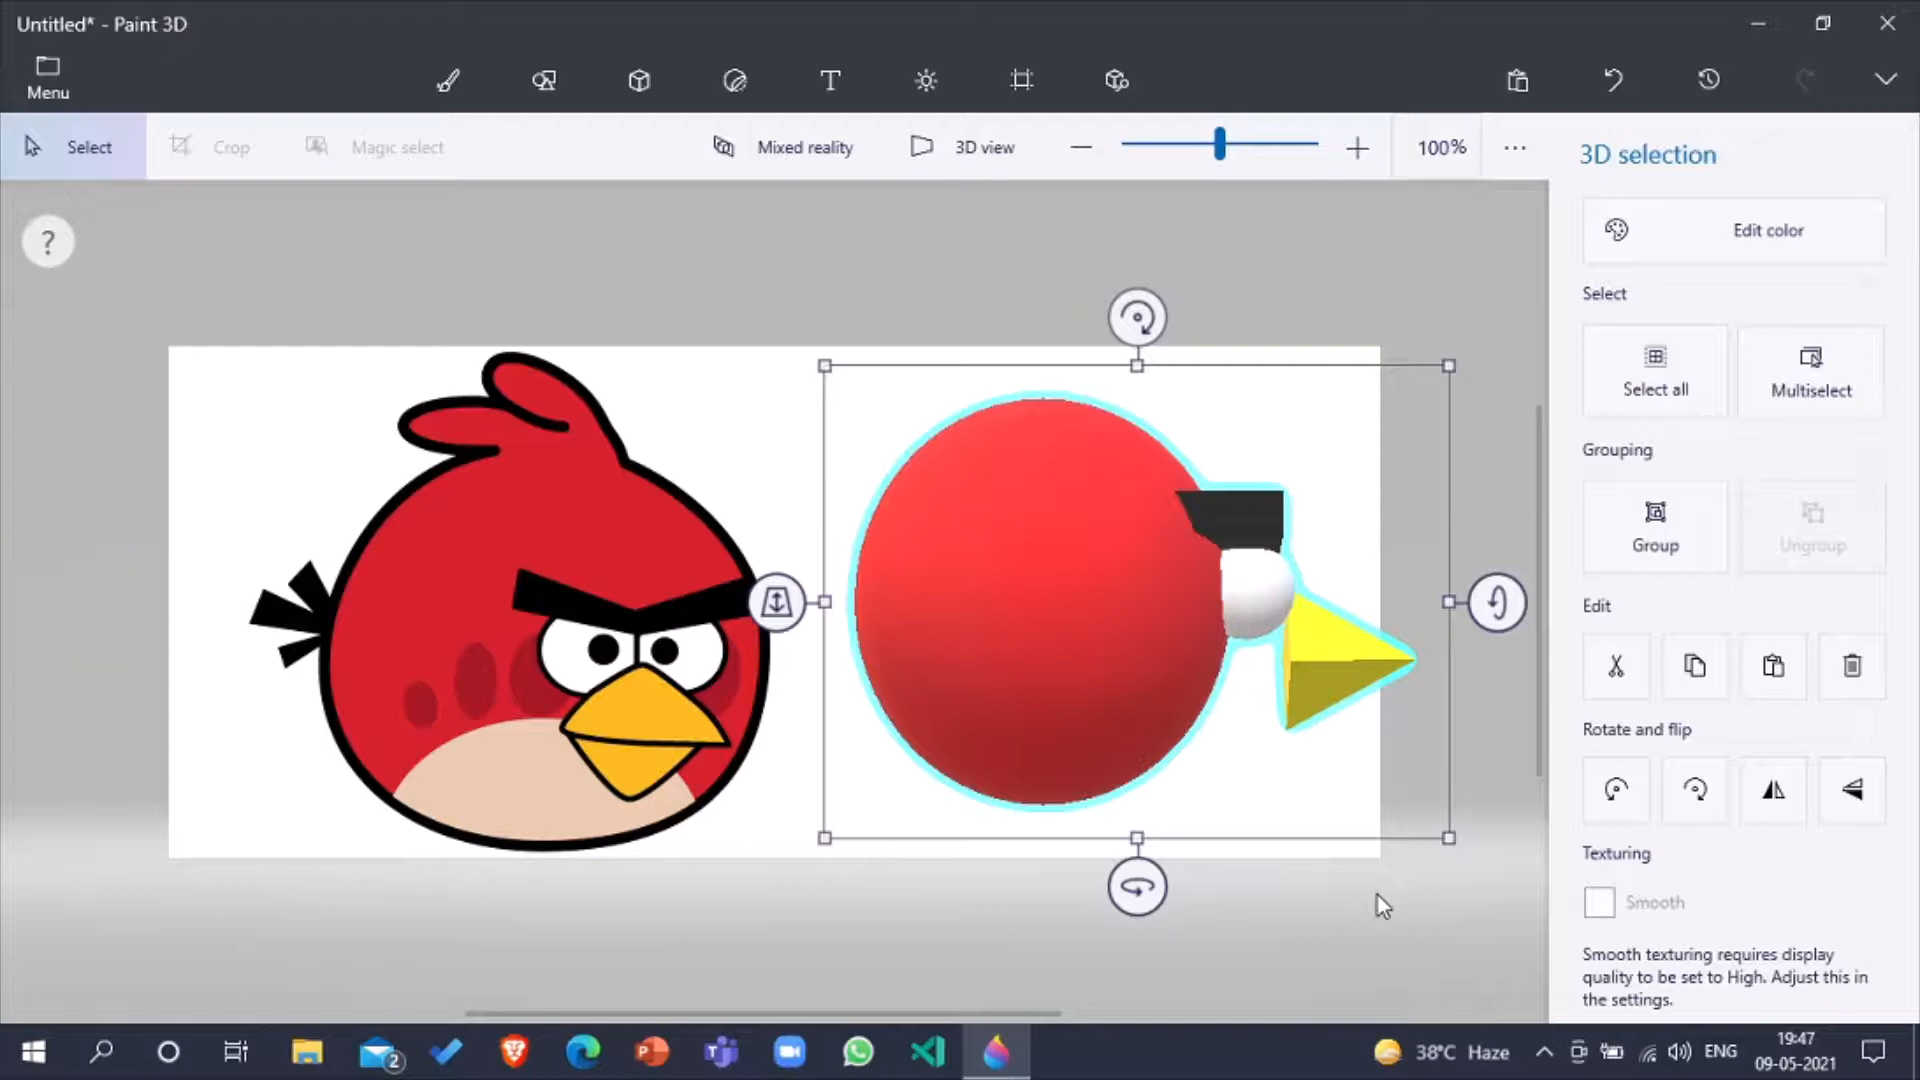 Untitled* - Paint 3D
Menu
Select
Crop
Magic select
Mixed reality
3D view
100%
3D selection
?
Edit color
Select
Select all
Multiselect
Grouping
Group
Ungroup
Edit
Rotate and flip
Texturing
Smooth
Smooth texturing requires display
quality to be set to High. Adjust this in
the settings.
2
38°C Haze
ENG
19:47
09-05-2021